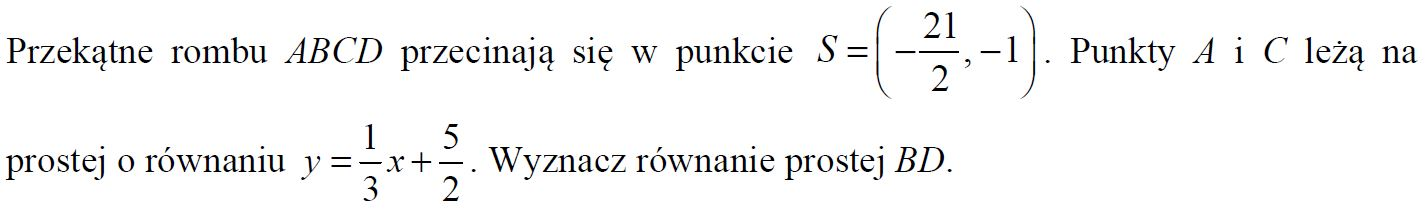 Przekątne rombu ABCD przecinają się w punkcie S = (−21/2, −1). Punkty A i C leżą na
prostej o równaniu y = 1/3 x + 5/2. Wyznacz równanie prostej BD.